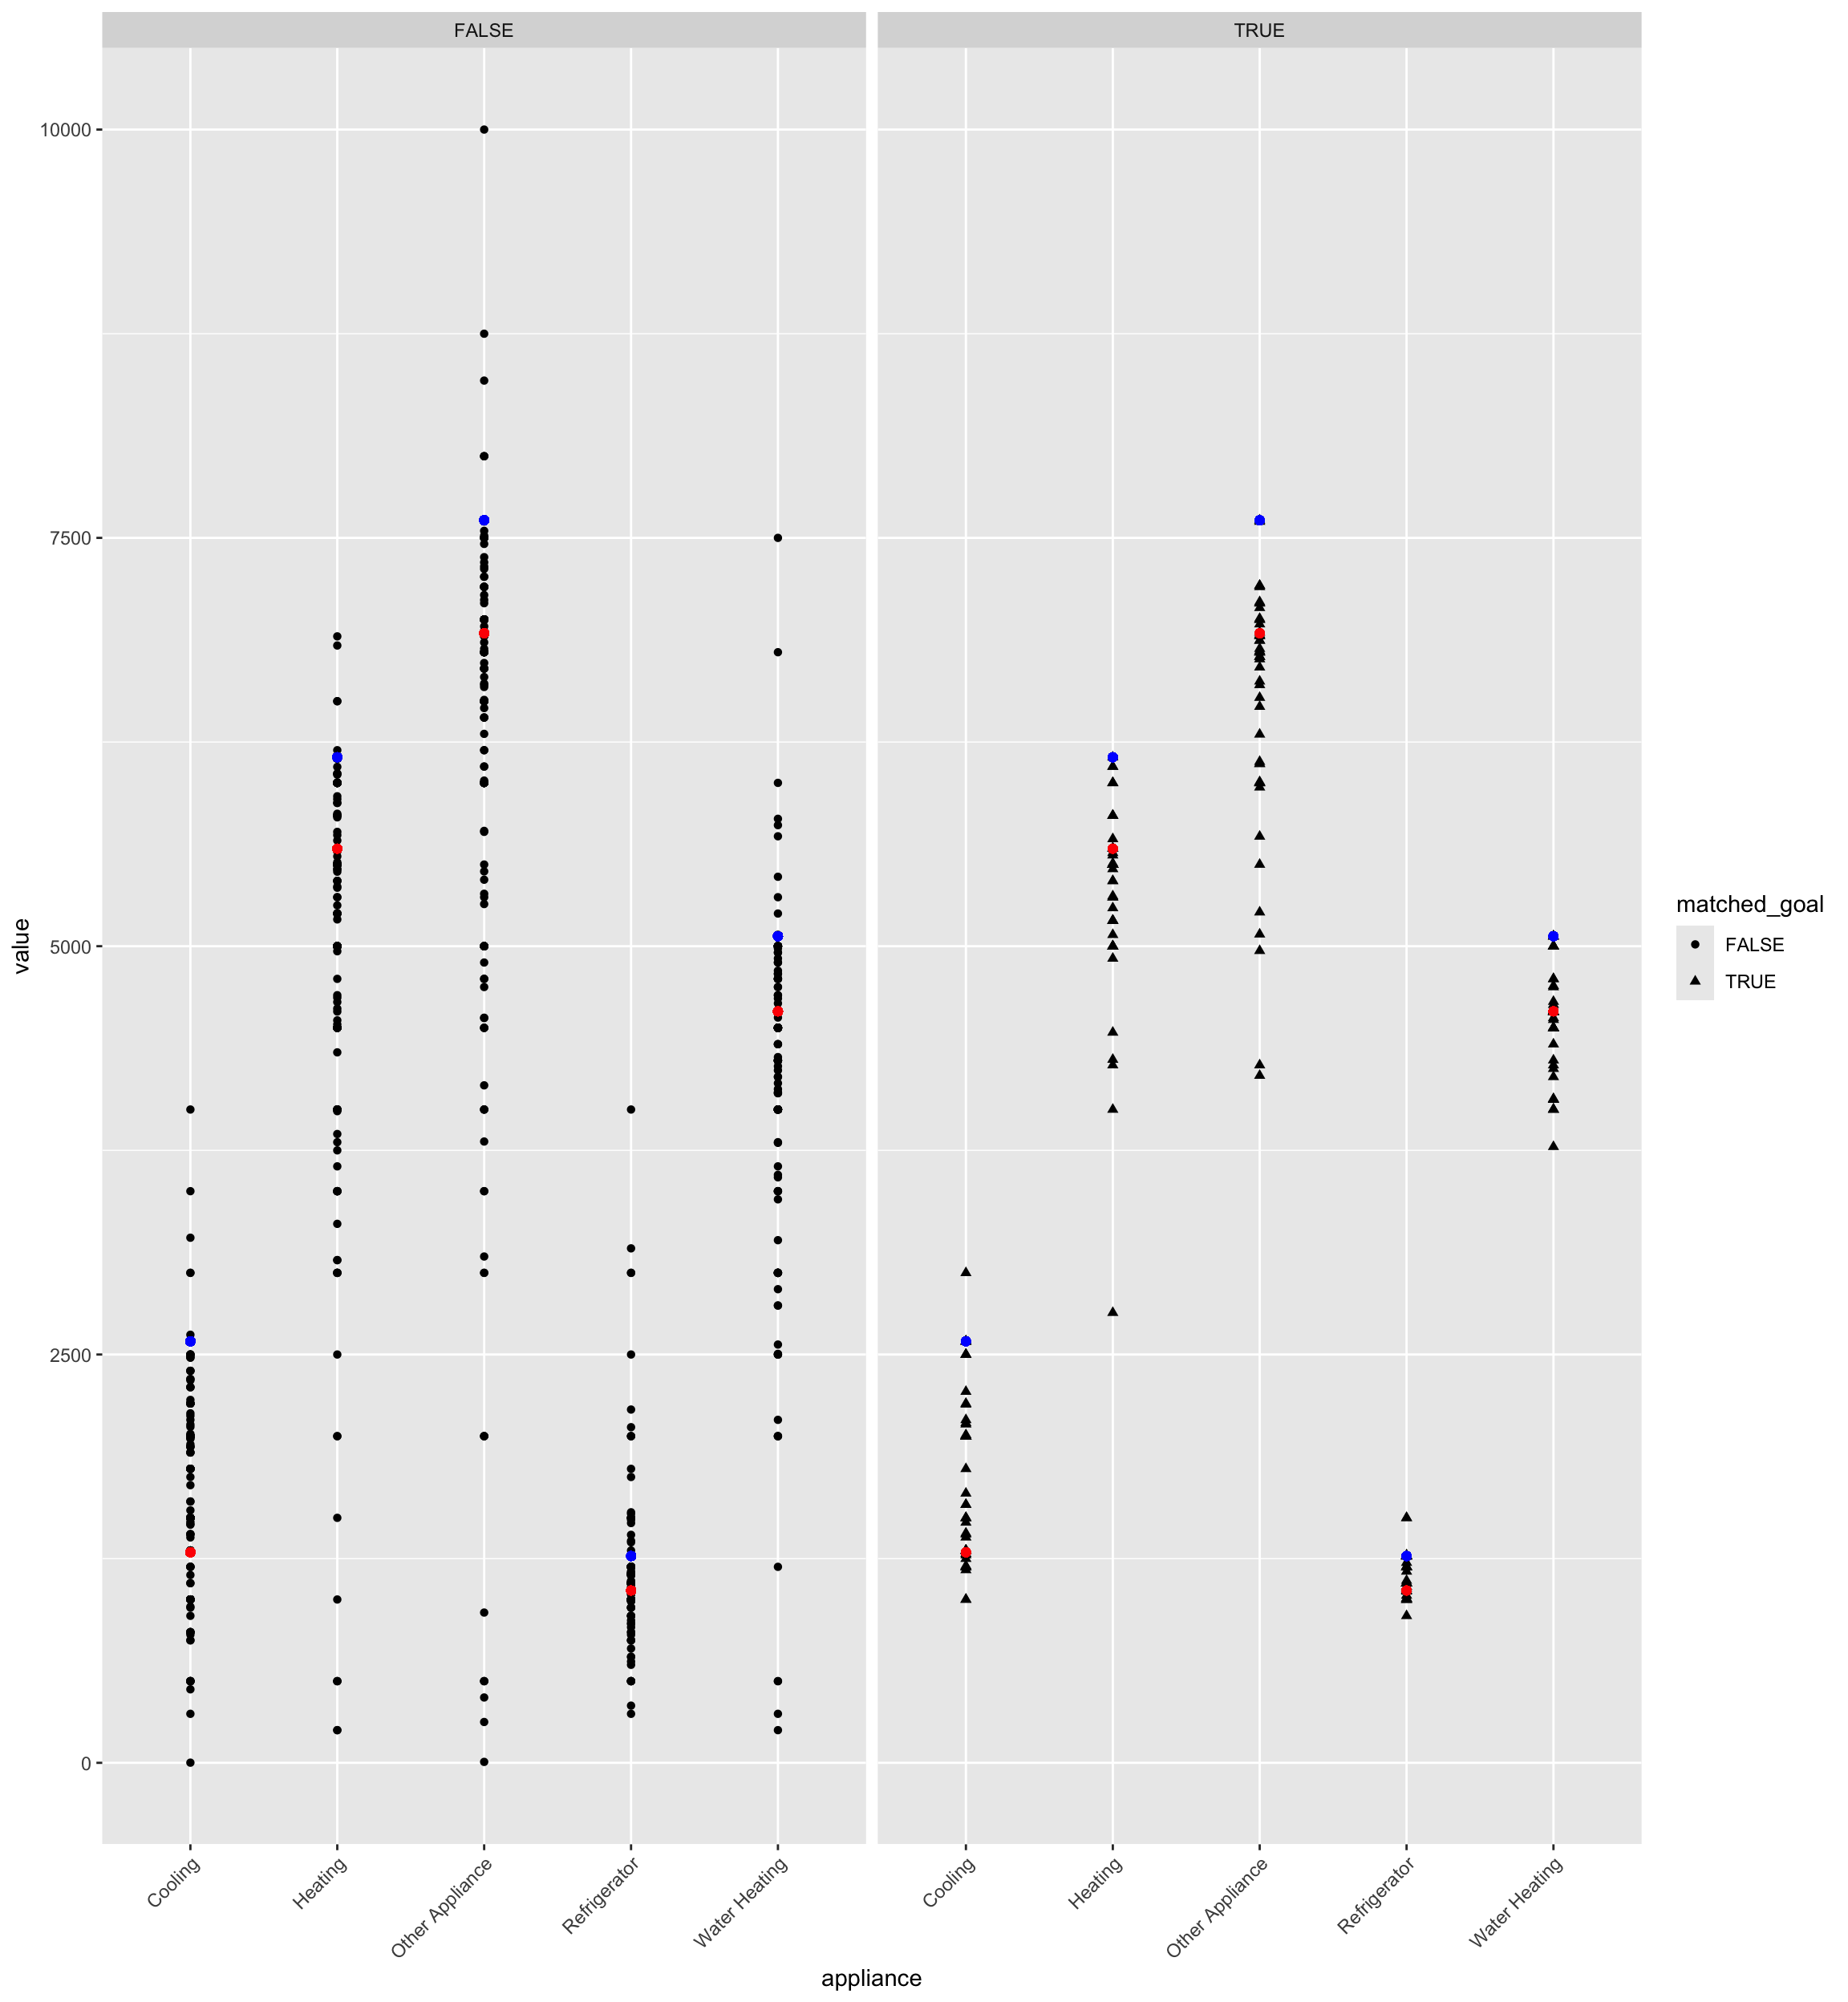 FALSE
TRUE
10000
7500
5000
2500
0
value
Cooling
Heating
Other Appliance
Refrigerator
Water Heating
Cooling
Heating
Other Appliance
Refrigerator
Water Heating
appliance
matched_goal
FALSE
TRUE